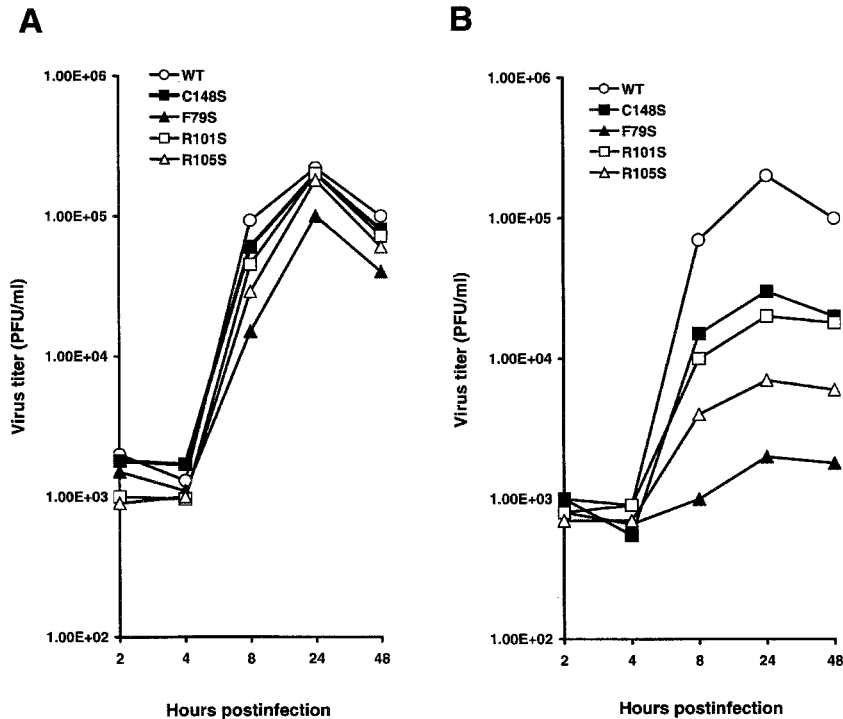 A
1.00E+06
WT
C148S
F79S
R101S
R105S
1.00E+05
1.00E+04
1.00E+03
1.00E+02
Virus titer (PFU/ml)
2 4 8 24 48
Hours postinfection
B
1.00E+06
WT
C148S
F79S
R101S
R105S
1.00E+05
1.00E+04
1.00E+03
1.00E+02
Virus titer (PFU/ml)
2 4 8 24 48
Hours postinfection